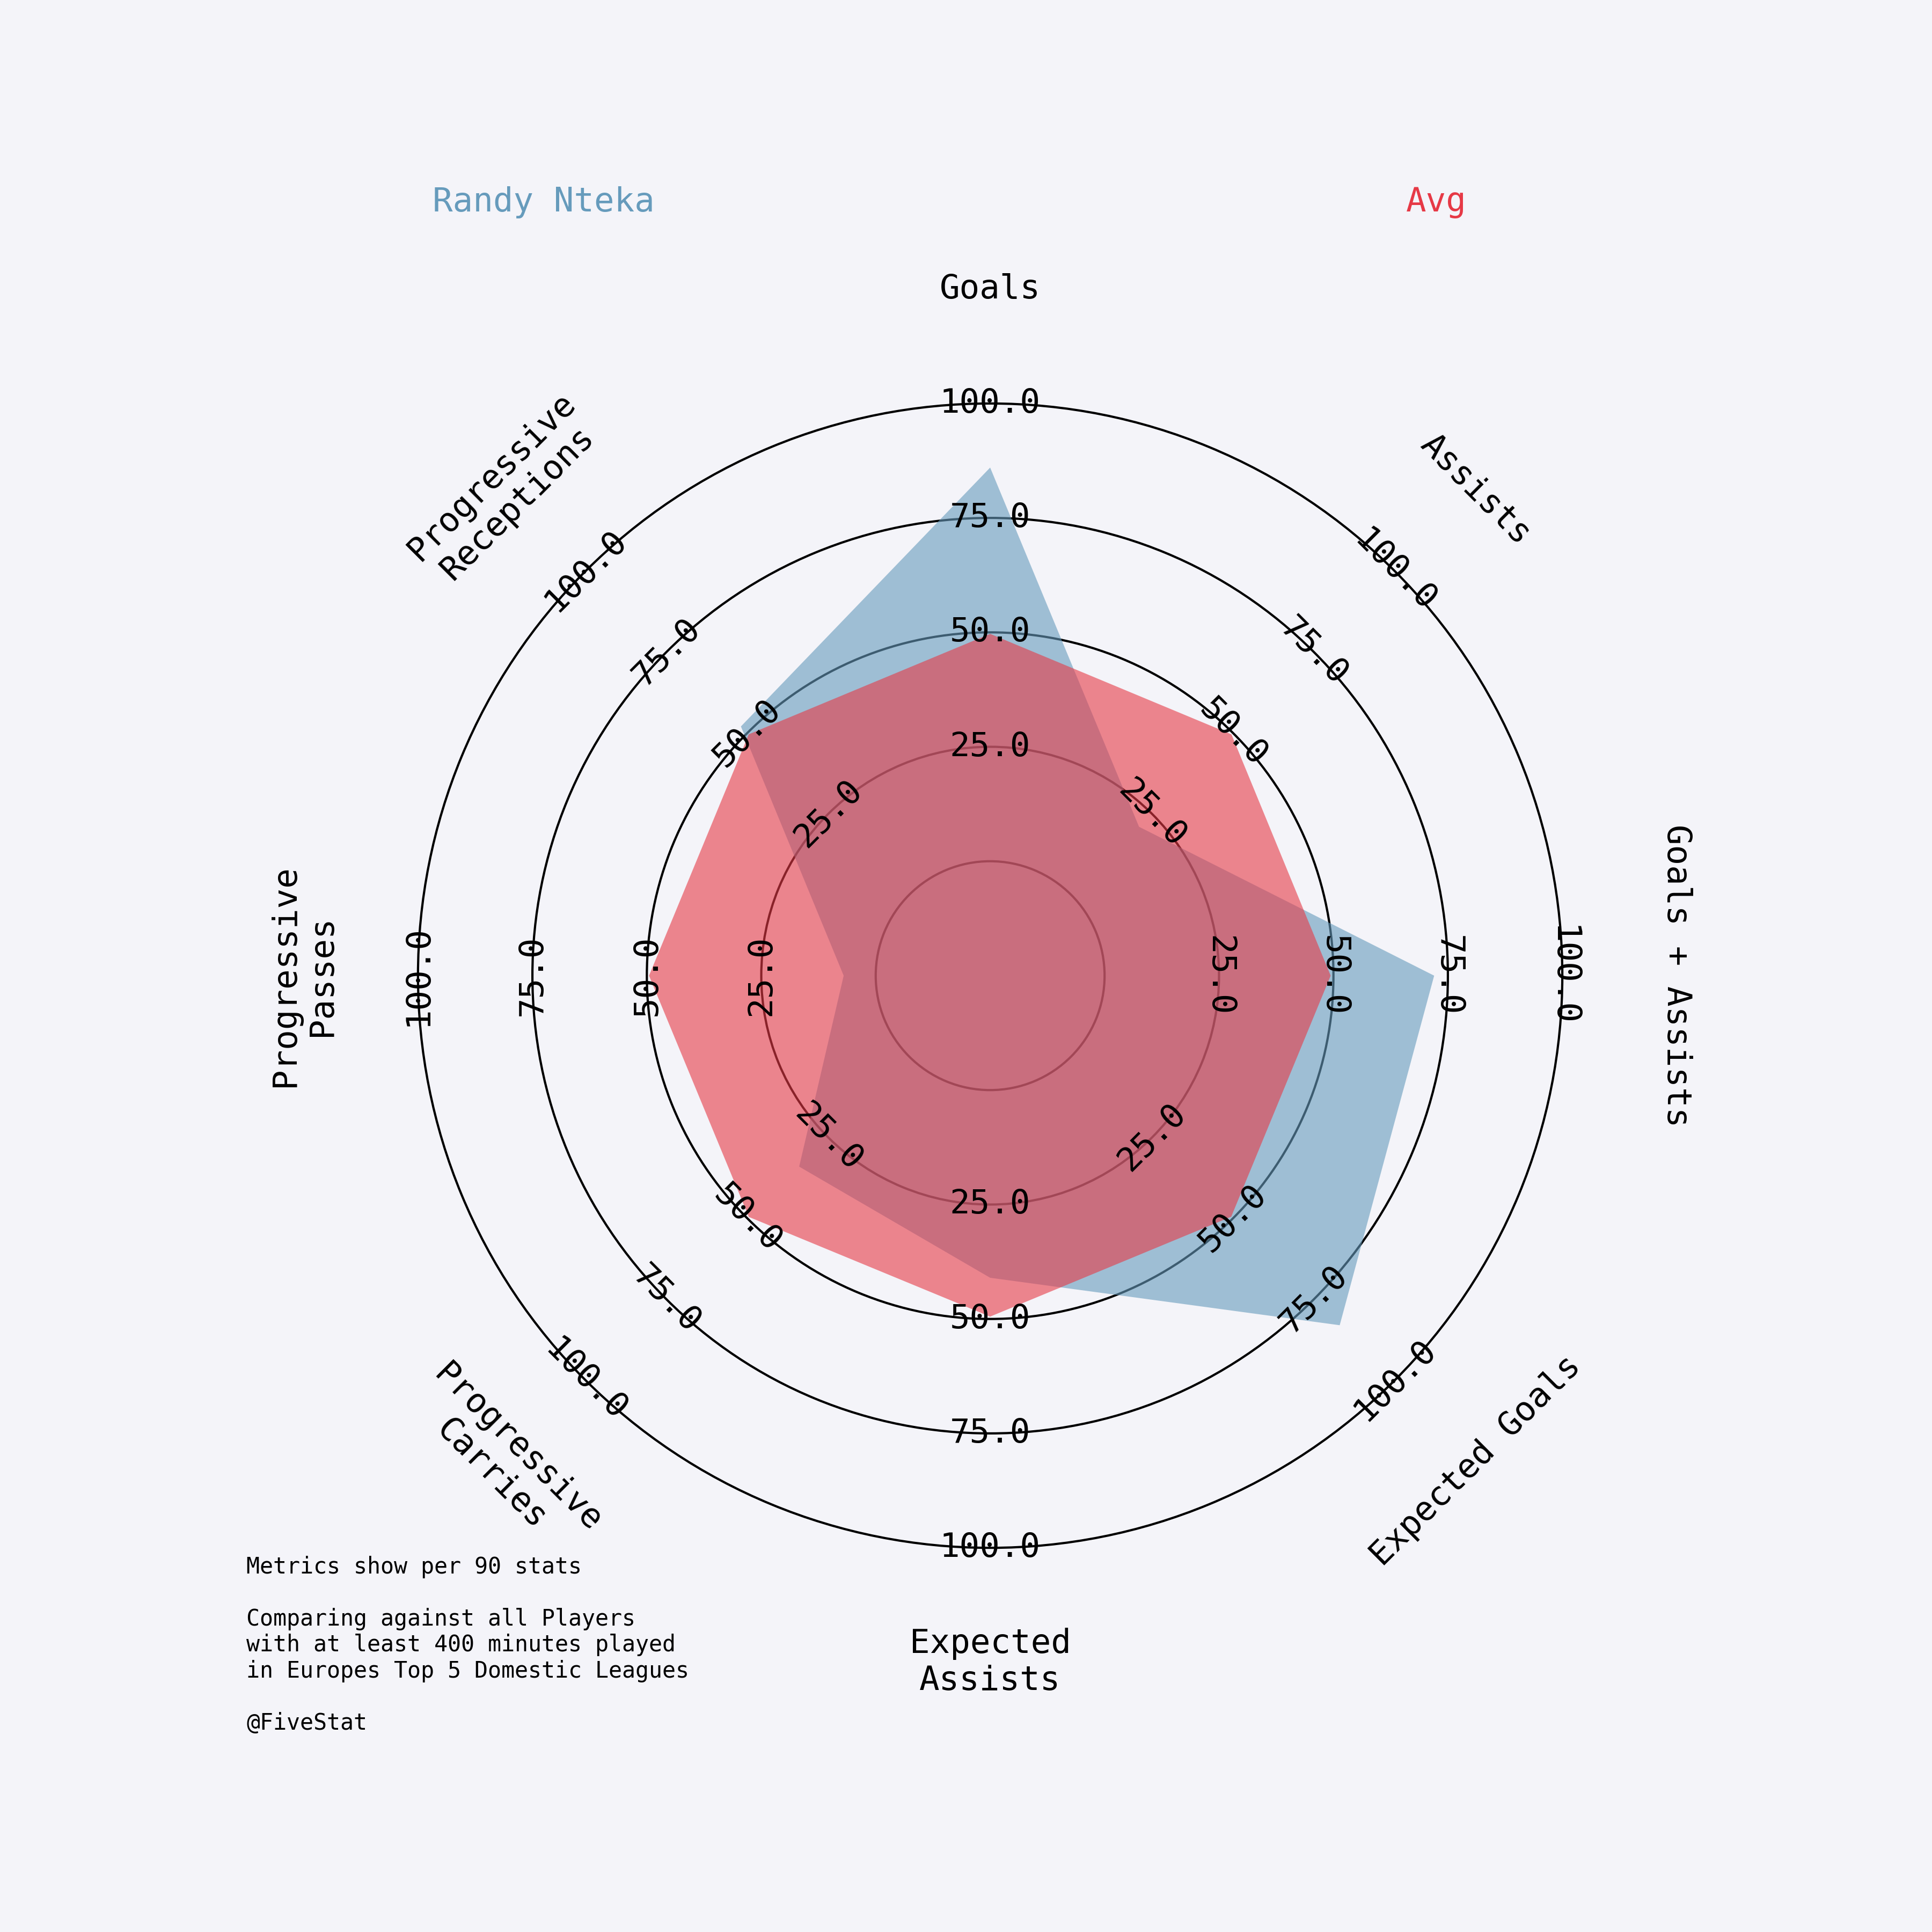 Randy Nteka
Avg
Goals
Assists
Goals + Assists
Expected Goals
Expected
Assists
Progressive
Carries
Progressive
Passes
Progressive
Receptions
25.0
50.0
75.0
100.0
25.0
50.0
75.0
100.0
25.0
50.0
75.0
100.0
25.0
50.0
75.0
100.0
25.0
50.0
75.0
100.0
25.0
50.0
75.0
100.0
25.0
50.0
75.0
100.0
25.0
50.0
75.0
100.0
Metrics show per 90 stats
Comparing against all Players
with at least 400 minutes played
in Europes Top 5 Domestic Leagues
@FiveStat